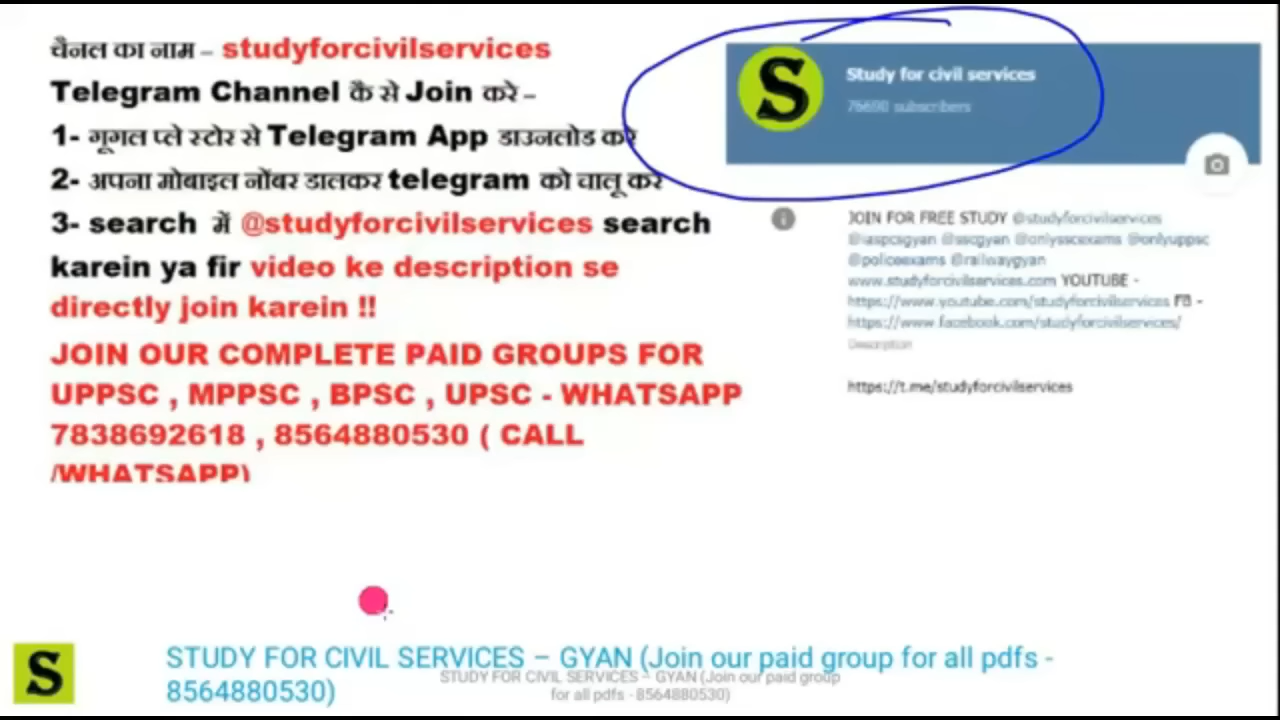 चैनल का नाम – studyforcivilservices
Telegram Channel कैसे Join करे –
1- गूगल प्ले स्टोर से Telegram App डाउनलोड करे
2- अपना मोबाइल नोंबर डालकर telegram को चालू करे
3- search में @studyforcivilservices search
karein ya fir video ke description se
directly join karein !!
JOIN OUR COMPLETE PAID GROUPS FOR
UPPSC , MPPSC , BPSC , UPSC - WHATSAPP
7838692618 , 8564880530 ( CALL
/WHATSAPP)
S
Study for civil services
76690 subscribers
JOIN FOR FREE STUDY @studyforcivilservices
@iaspcsgyan @sscgyan @onlysscexams @onlyuppsc
@policeexams @railwaygyan
www.studyforcivilservices.com YOUTUBE -
https://www.youtube.com/studyforcivilservices FB -
https://www.facebook.com/studyforcivilservices/
Description
https://t.me/studyforcivilservices
S
STUDY FOR CIVIL SERVICES – GYAN (Join our paid group for all pdfs -
8564880530)
STUDY FOR CIVIL SERVICES – GYAN (Join our paid group
for all pdfs - 8564880530)